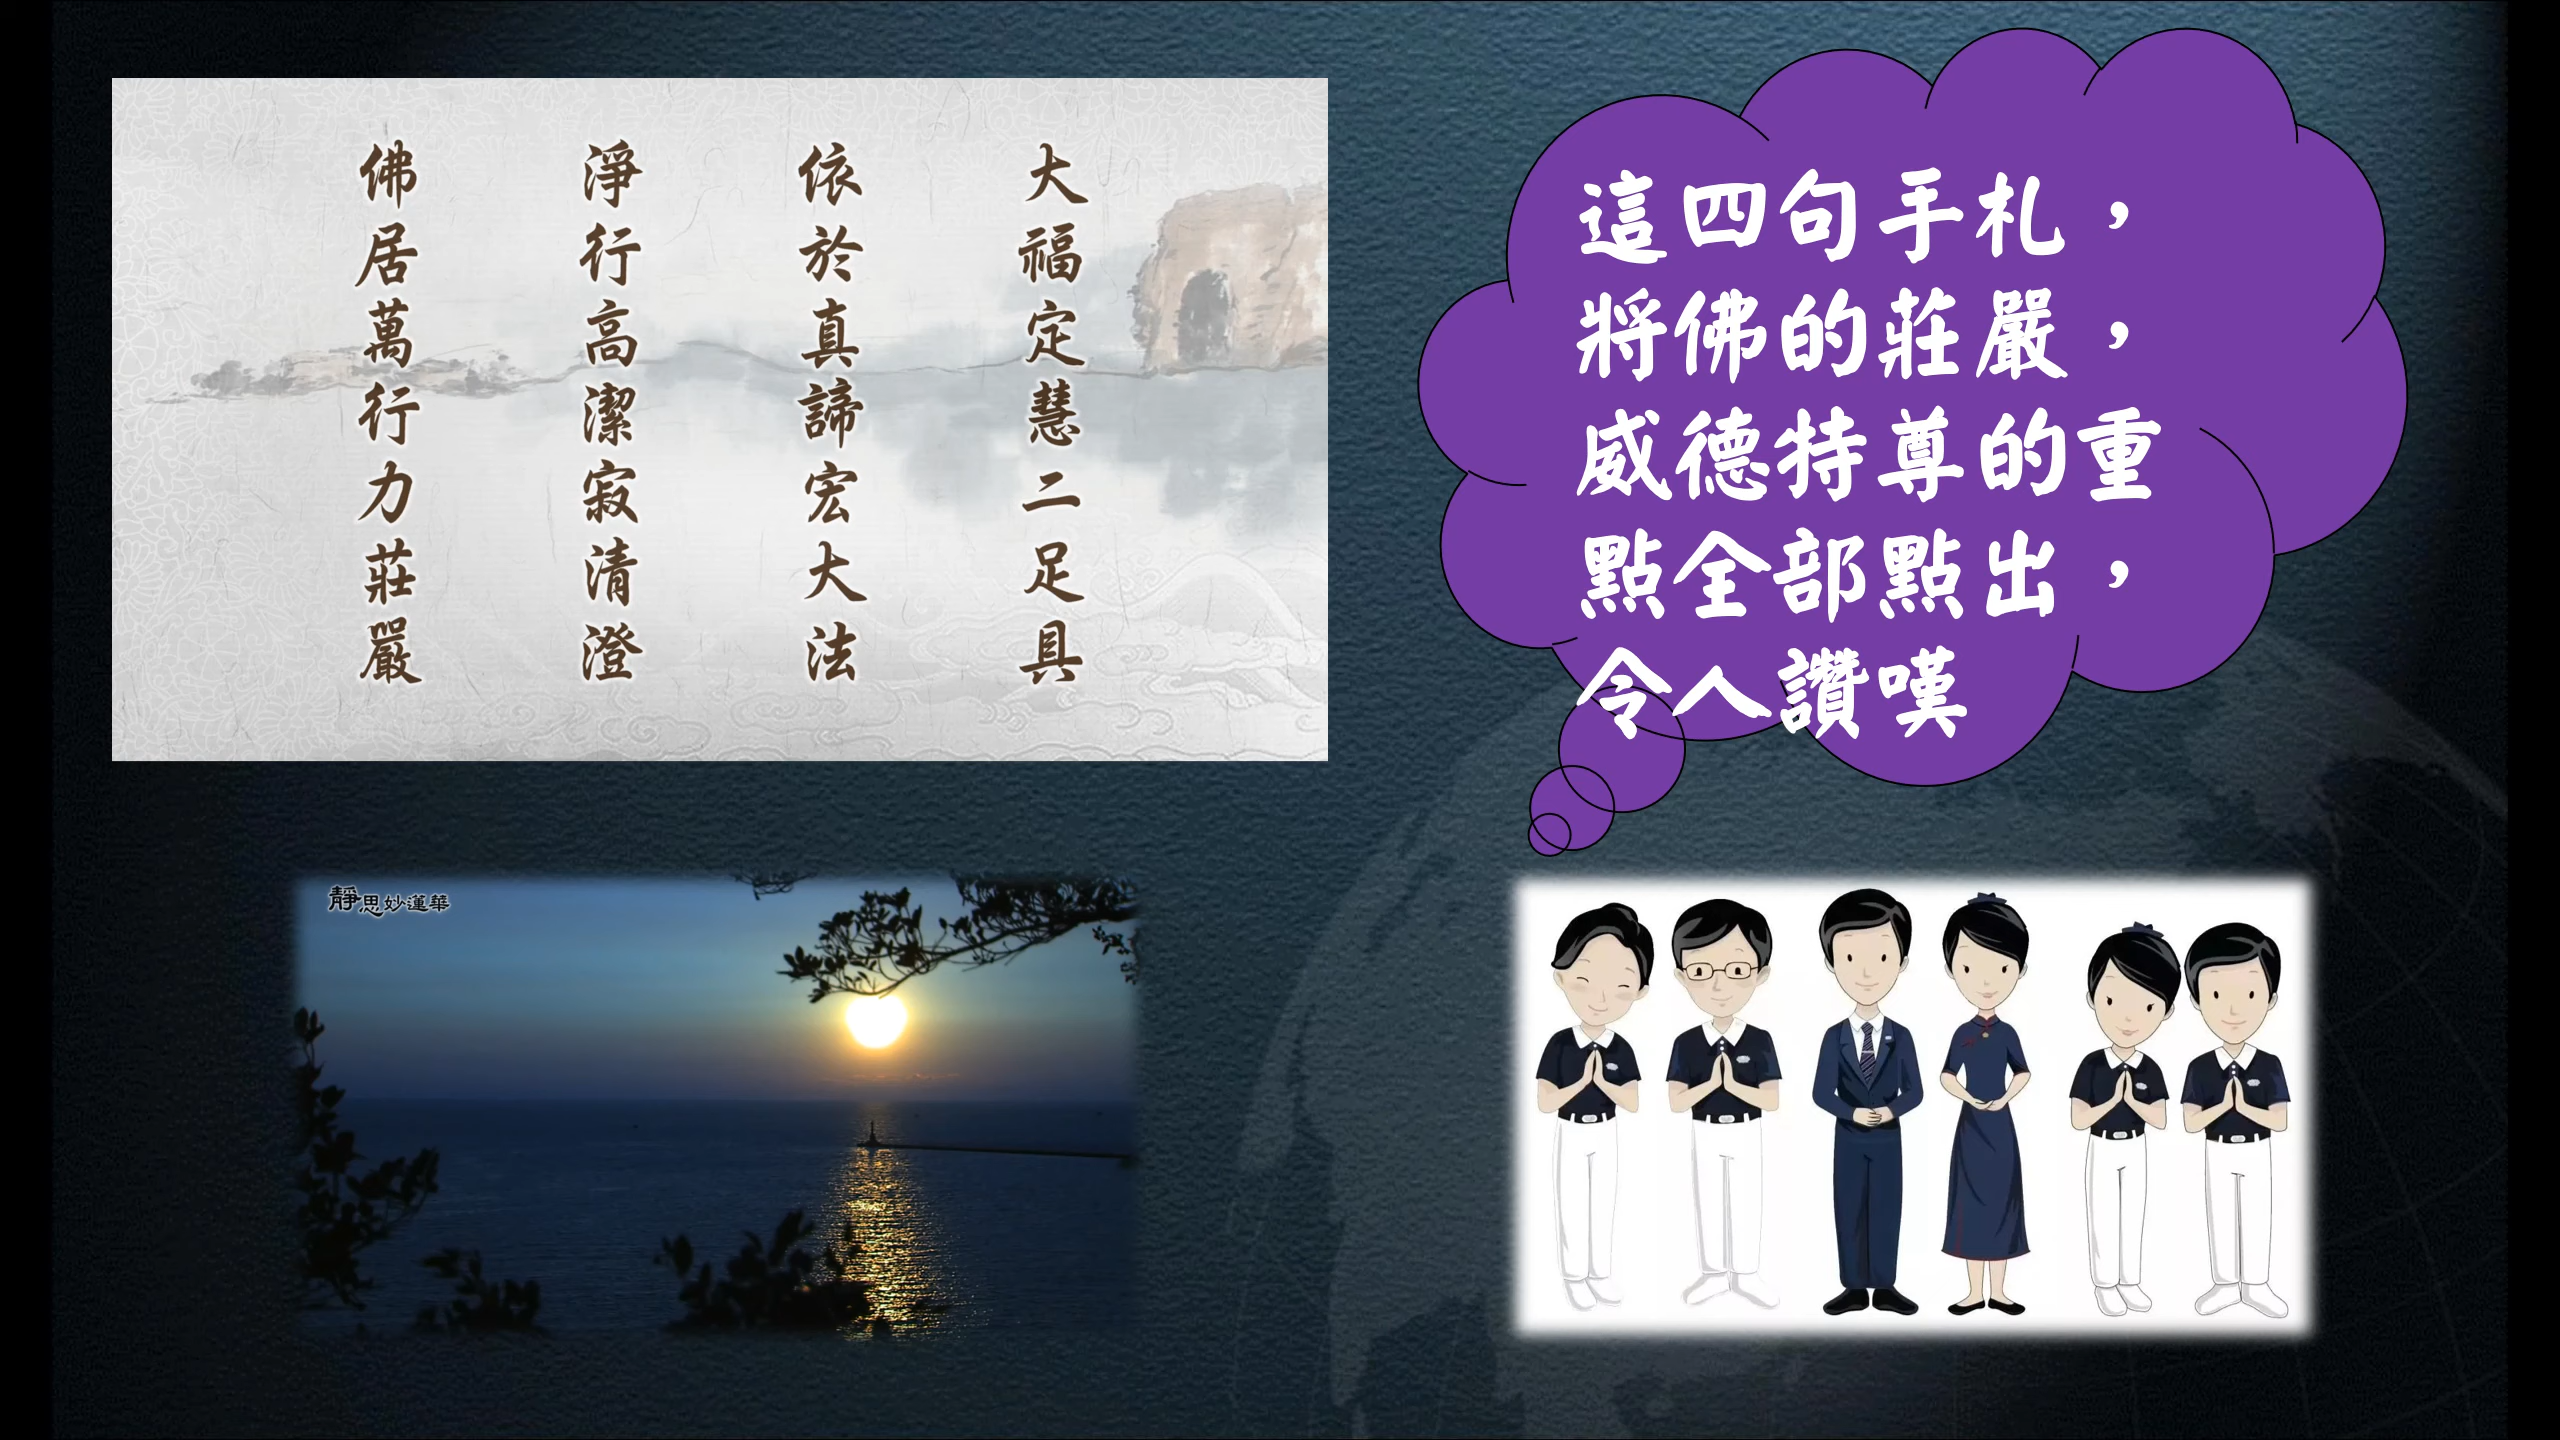 大福定慧二足具
依於真諦宏大法
淨行高潔寂清澄
佛居萬行力莊嚴
這四句手札，
將佛的莊嚴，
威德特尊的重
點全部點出，
令人讚嘆
靜思妙蓮華